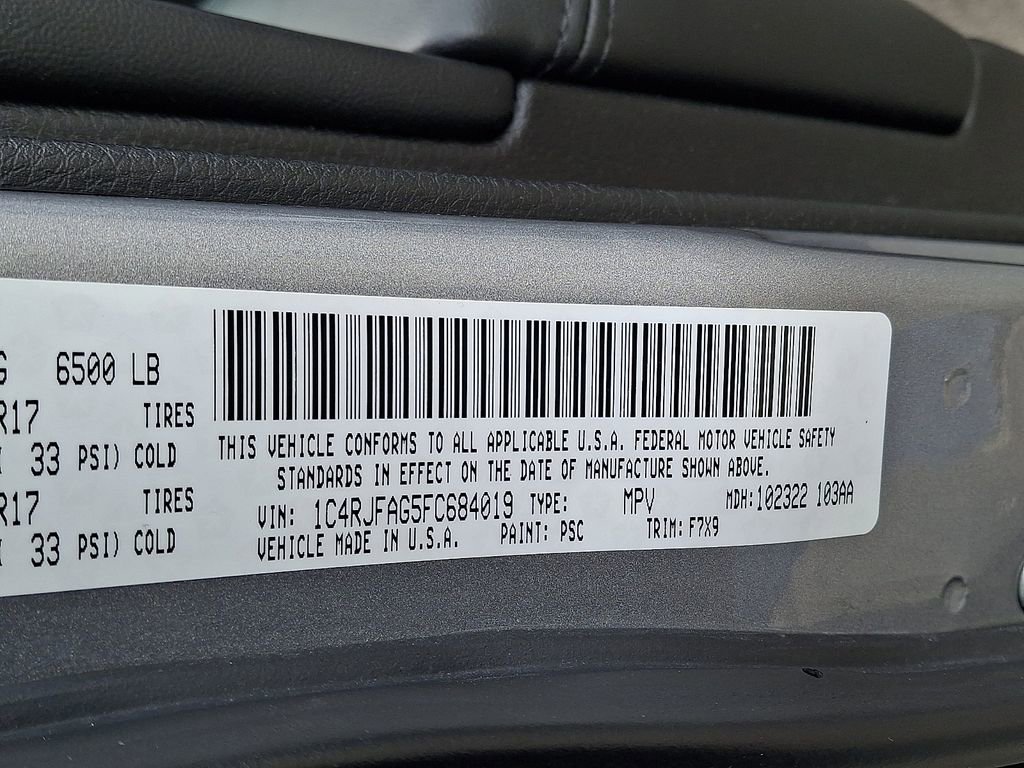 G 6500 LB
R17 TIRES
33 PSI) COLD
R17 TIRES
33 PSI) COLD
THIS VEHICLE CONFORMS TO ALL APPLICABLE U.S.A. FEDERAL MOTOR VEHICLE SAFETY
STANDARDS IN EFFECT ON THE DATE OF MANUFACTURE SHOWN ABOVE.
VIN: 1C4RJFAG5FC684019 TYPE: MPV MDH:102322 103AA
VEHICLE MADE IN U.S.A. PAINT: PSC TRIM: F7X9